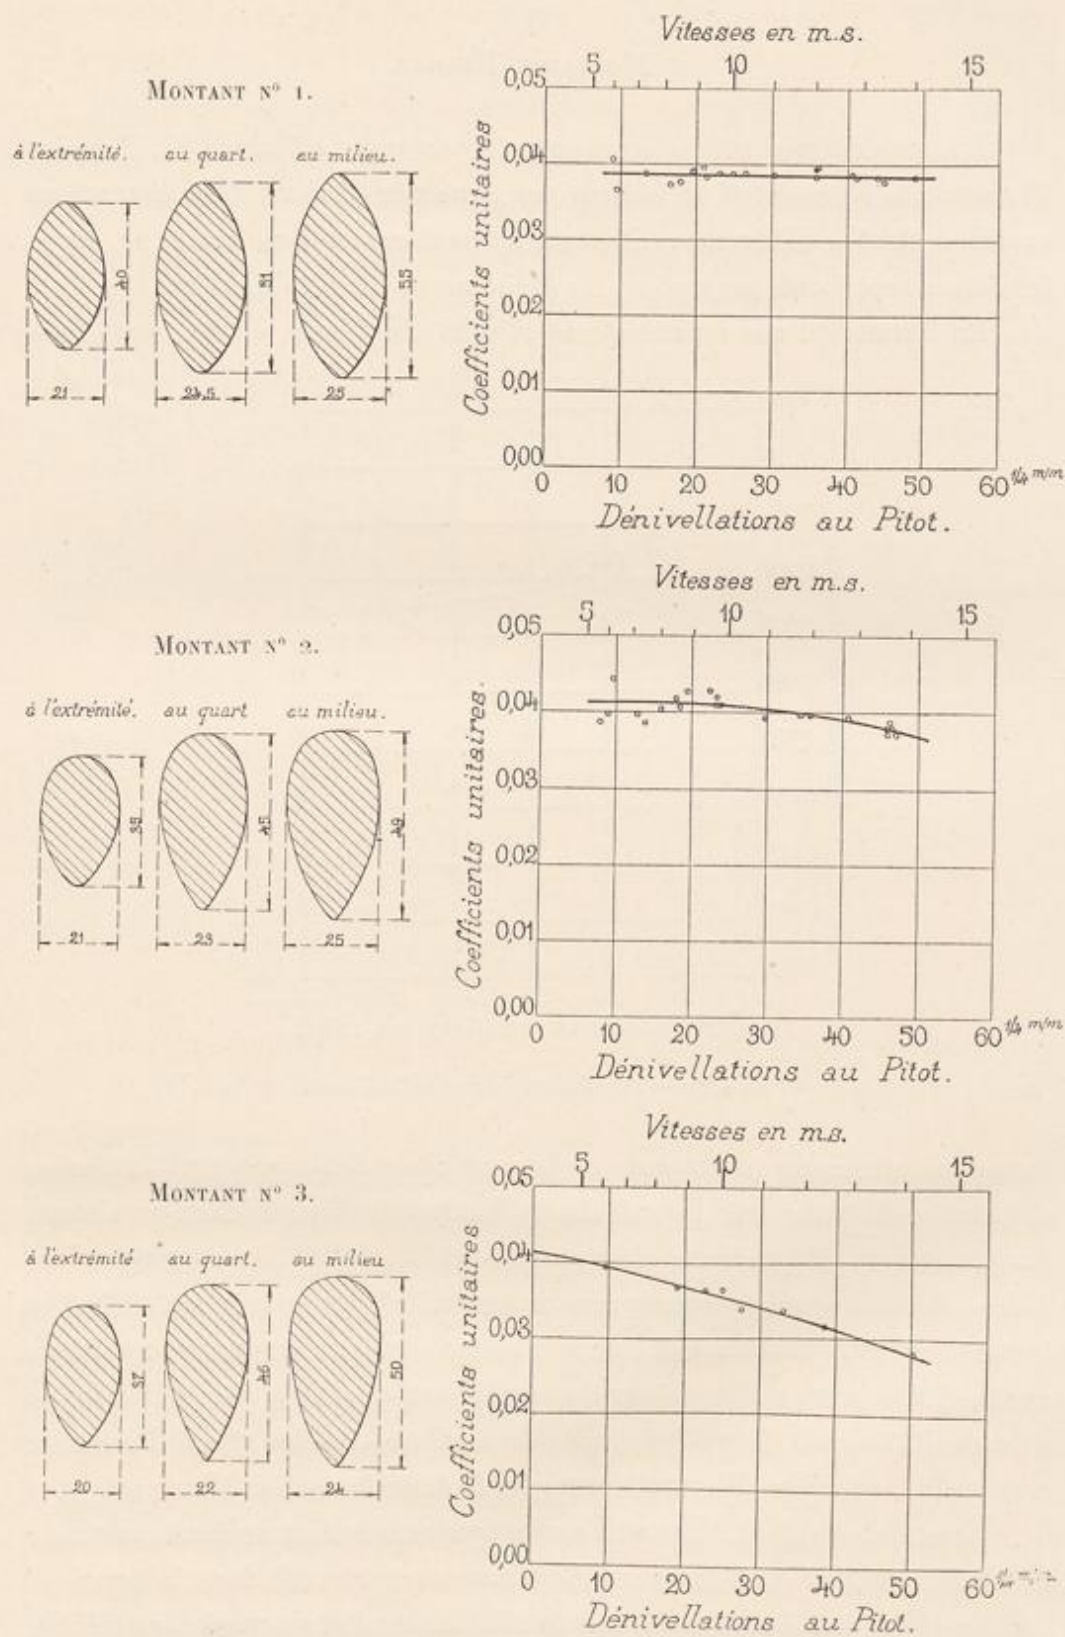 MONTANT N° 1.
à l'extrémité. au quart. au milieu.
40 51 55
21 24,5 25
Vitesses en m.s.
5 10 15
Coefficients unitaires
0,05
0,04
0,03
0,02
0,01
0,00
0 10 20 30 40 50 60 1/4 m/m
Dénivellations au Pitot.
MONTANT N° 2.
à l'extrémité. au quart au milieu.
45 49
21 23 25
Vitesses en m.s.
5 10 15
Coefficients unitaires.
0,05
0,04
0,03
0,02
0,01
0,00
0 10 20 30 40 50 60 1/4 m/m
Dénivellations au Pitot.
MONTANT N° 3.
à l'extrémité au quart. au milieu
37 46 50
20 22 24
Vitesses en m.s.
5 10 15
Coefficients unitaires
0,05
0,04
0,03
0,02
0,01
0,00
0 10 20 30 40 50 60
Dénivellations au Pitot.